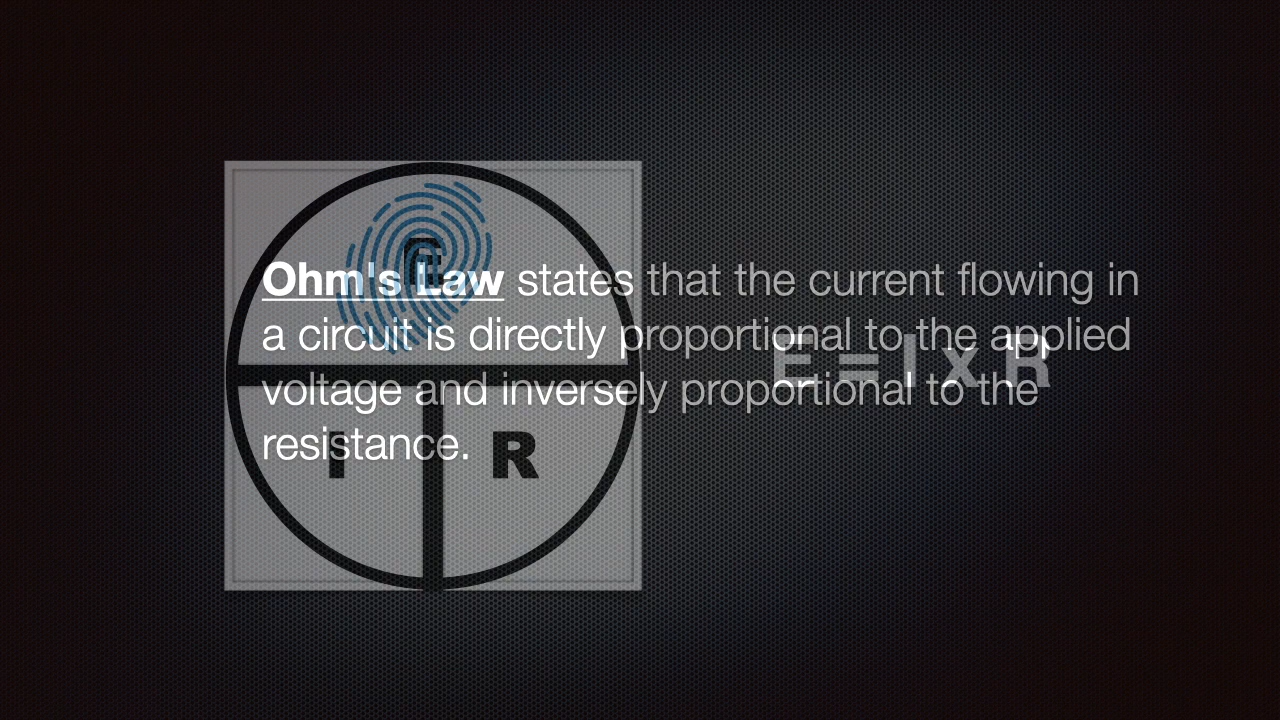 Ohm's Law states that the current flowing in
a circuit is directly proportional to the applied
voltage and inversely proportional to the
resistance.
E
I
R
E = I x R